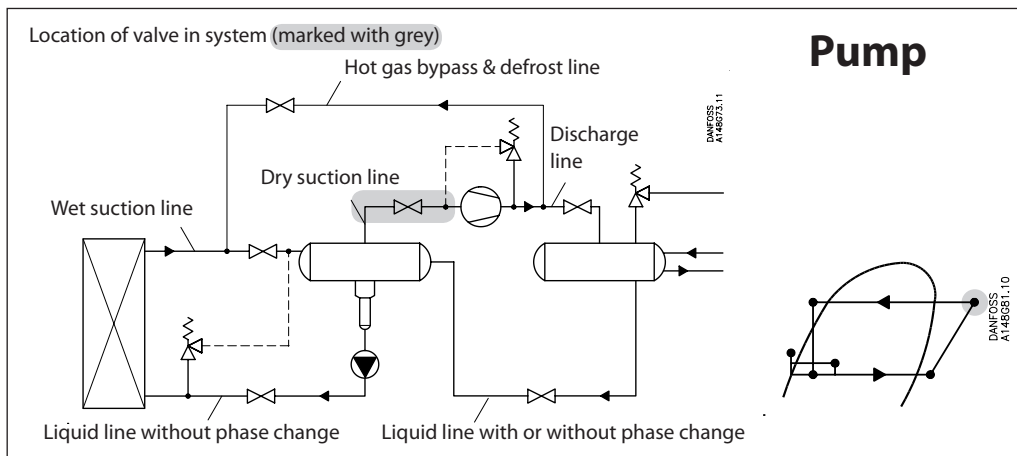 Location of valve in system (marked with grey)
Pump
Hot gas bypass & defrost line
DANFOSS
A148G73.11
Discharge
line
Dry suction line
Wet suction line
DANFOSS
A148G81.10
Liquid line without phase change
Liquid line with or without phase change